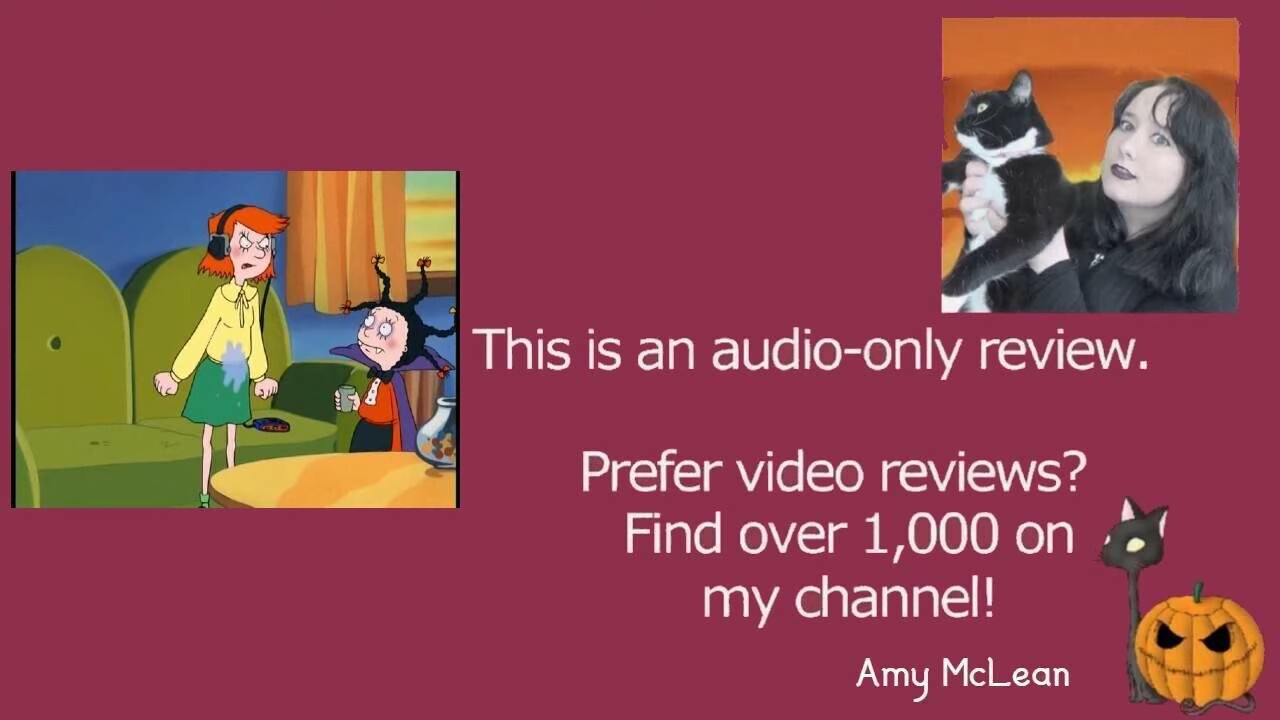 This is an audio-only review.
Prefer video reviews?
Find over 1,000 on
my channel!
Amy McLean